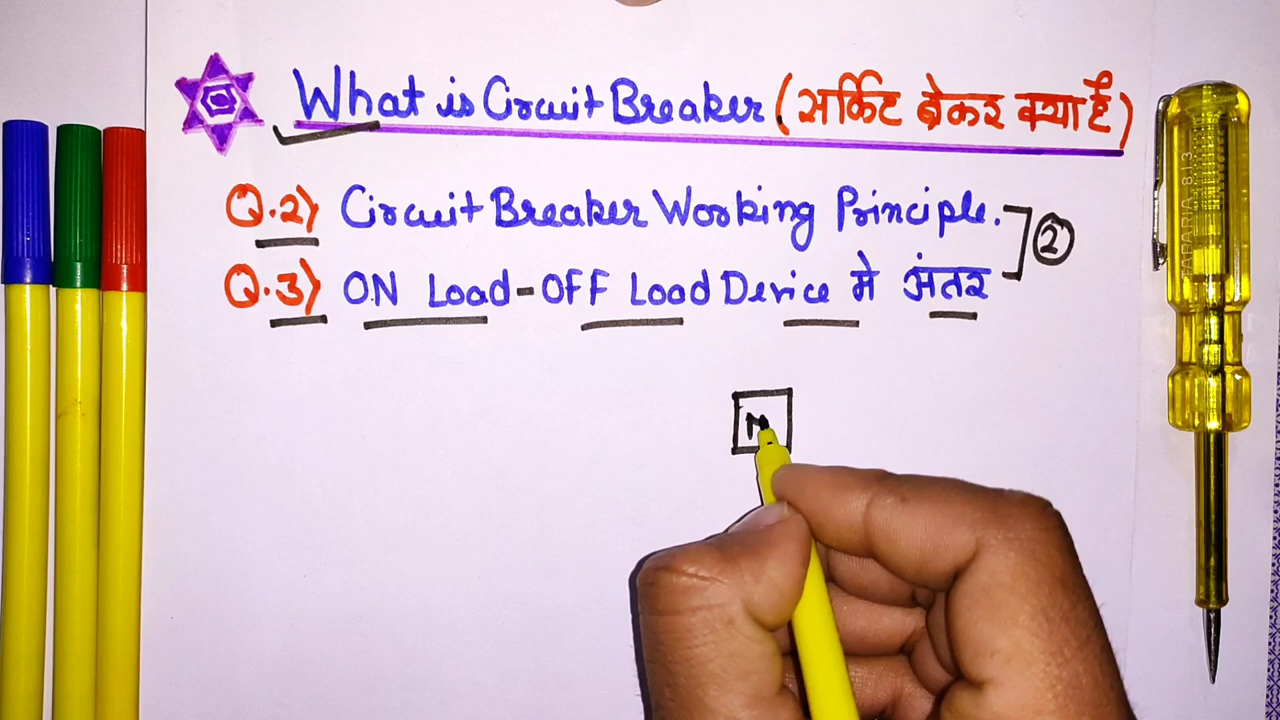 What is Circuit Breaker (सर्किट ब्रेकर क्या है)
Q.2) Circuit Breaker Working Principle.
②
Q.3) ON Load-OFF Load Device मे अंतर